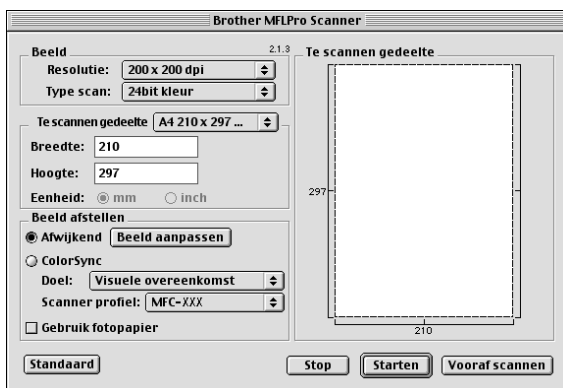 Brother MFLPro Scanner
Beeld 2.1.3
Resolutie: 200 x 200 dpi
Type scan: 24bit kleur
Te scannen gedeelte A4 210 x 297 ...
Breedte: 210
Hoogte: 297
Eenheid: mm inch
Beeld afstellen
Afwijkend Beeld aanpassen
ColorSync
Doel: Visuele overeenkomst
Scanner profiel: MFC-XXX
Gebruik fotopapier
Te scannen gedeelte
297
210
Standaard Stop Starten Vooraf scannen